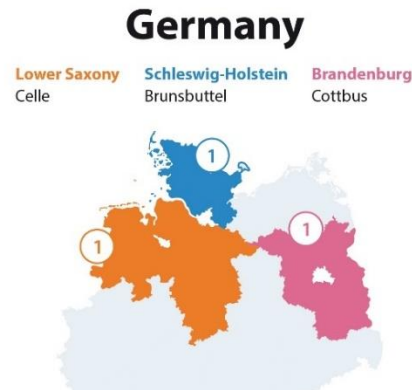 Germany
Lower Saxony Schleswig-Holstein Brandenburg
Celle Brunsbuttel Cottbus
1
1
1